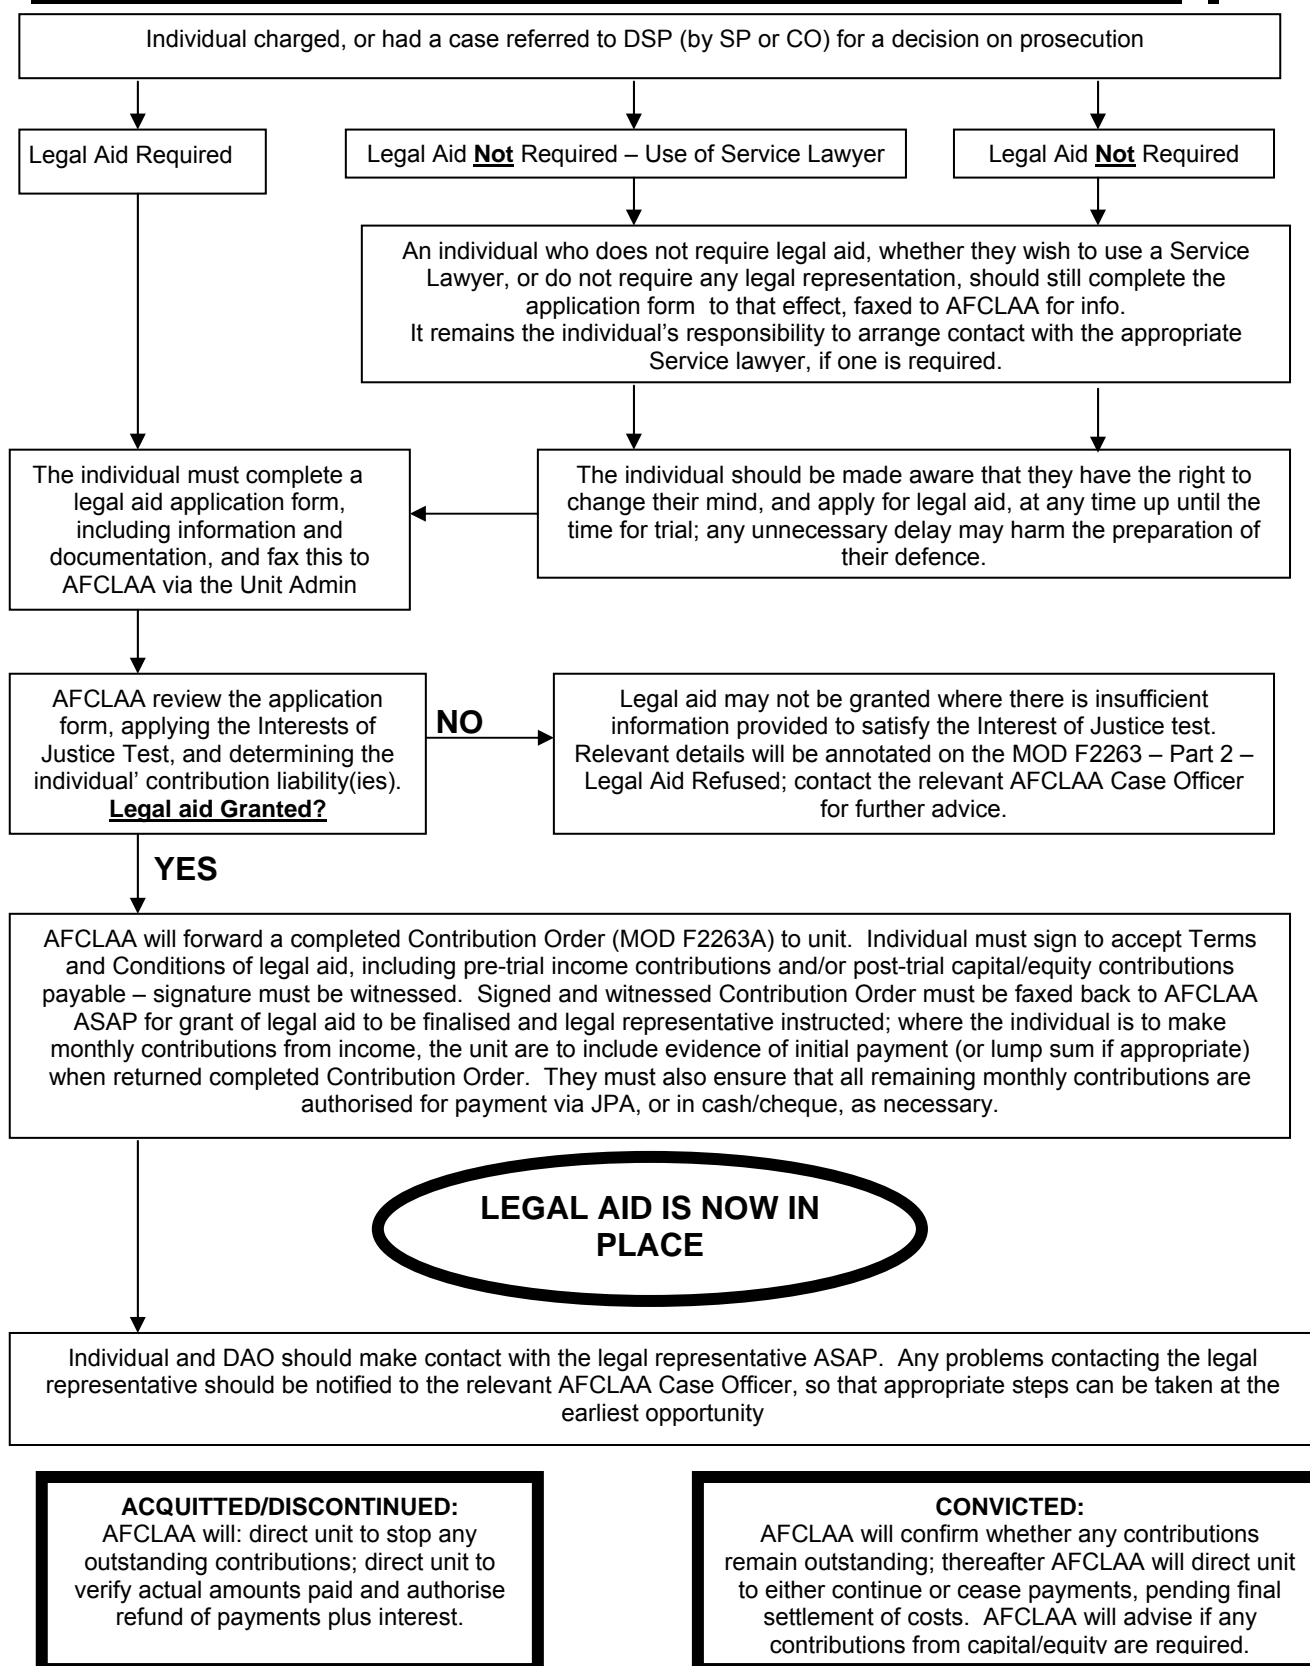 Individual charged, or had a case referred to DSP (by SP or CO) for a decision on prosecution
Legal Aid Required
Legal Aid Not Required – Use of Service Lawyer
Legal Aid Not Required
An individual who does not require legal aid, whether they wish to use a Service
Lawyer, or do not require any legal representation, should still complete the
application form  to that effect, faxed to AFCLAA for info.
It remains the individual's responsibility to arrange contact with the appropriate
Service lawyer, if one is required.
The individual must complete a
legal aid application form,
including information and
documentation, and fax this to
AFCLAA via the Unit Admin
The individual should be made aware that they have the right to
change their mind, and apply for legal aid, at any time up until the
time for trial; any unnecessary delay may harm the preparation of
their defence.
AFCLAA review the application
form, applying the Interests of
Justice Test, and determining the
individual' contribution liability(ies).
Legal aid Granted?
NO
Legal aid may not be granted where there is insufficient
information provided to satisfy the Interest of Justice test.
Relevant details will be annotated on the MOD F2263 – Part 2 –
Legal Aid Refused; contact the relevant AFCLAA Case Officer
for further advice.
YES
AFCLAA will forward a completed Contribution Order (MOD F2263A) to unit.  Individual must sign to accept Terms
and Conditions of legal aid, including pre-trial income contributions and/or post-trial capital/equity contributions
payable – signature must be witnessed.  Signed and witnessed Contribution Order must be faxed back to AFCLAA
ASAP for grant of legal aid to be finalised and legal representative instructed; where the individual is to make
monthly contributions from income, the unit are to include evidence of initial payment (or lump sum if appropriate)
when returned completed Contribution Order.  They must also ensure that all remaining monthly contributions are
authorised for payment via JPA, or in cash/cheque, as necessary.
LEGAL AID IS NOW IN
PLACE
Individual and DAO should make contact with the legal representative ASAP.  Any problems contacting the legal
representative should be notified to the relevant AFCLAA Case Officer, so that appropriate steps can be taken at the
earliest opportunity
ACQUITTED/DISCONTINUED:
AFCLAA will: direct unit to stop any
outstanding contributions; direct unit to
verify actual amounts paid and authorise
refund of payments plus interest.
CONVICTED:
AFCLAA will confirm whether any contributions
remain outstanding; thereafter AFCLAA will direct unit
to either continue or cease payments, pending final
settlement of costs.  AFCLAA will advise if any
contributions from capital/equity are required.